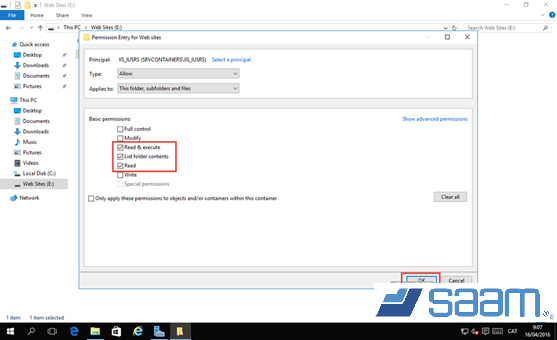 Web Sites (E:)
File
Home
Share
View
This PC
Web Sites (E:)
Search Web Sites (E:)
Quick access
Desktop
Downloads
Documents
Pictures
This PC
Desktop
Documents
Downloads
Music
Pictures
Videos
Local Disk (C:)
Web Sites (E:)
Network
1 item
1 item selected
Permission Entry for Web sites
Principal: IIS_IUSRS (SRVCONTAINERS\IIS_IUSRS) Select a principal
Type: Allow
Applies to: This folder, subfolders and files
Basic permissions: Show advanced permissions
Full control
Modify
Read & execute
List folder contents
Read
Write
Special permissions
Only apply these permissions to objects and/or containers within this container
Clear all
OK
Cancel
saam
CAT
9:07
16/04/2016